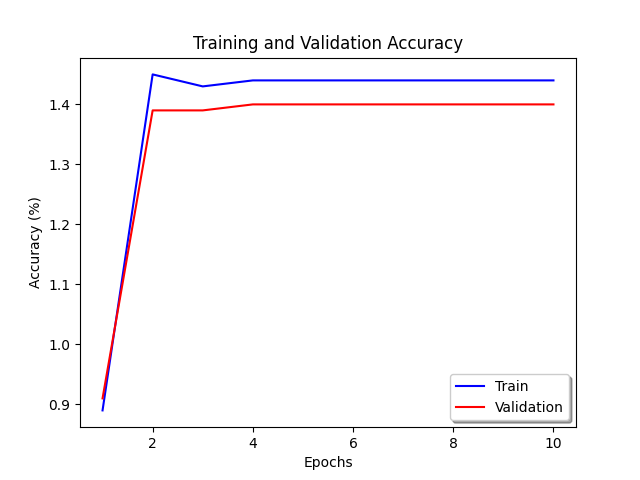 Training and Validation Accuracy
Accuracy (%)
1.4
1.3
1.2
1.1
1.0
0.9
2
4
6
8
10
Epochs
Train
Validation